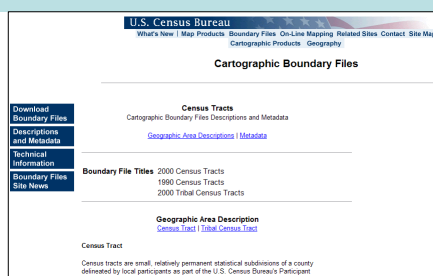 U.S. Census Bureau
What's New | Map Products Boundary Files On-Line Mapping Related Sites Contact Site Map
Cartographic Products Geography
Cartographic Boundary Files
Download
Boundary Files
Descriptions
and Metadata
Technical
Information
Boundary Files
Site News
Census Tracts
Cartographic Boundary Files Descriptions and Metadata
Geographic Area Descriptions | Metadata
Boundary File Titles 2000 Census Tracts
1990 Census Tracts
2000 Tribal Census Tracts
Geographic Area Description
Census Tract | Tribal Census Tract
Census Tract
Census tracts are small, relatively permanent statistical subdivisions of a county
delineated by local participants as part of the U.S. Census Bureau's Participant